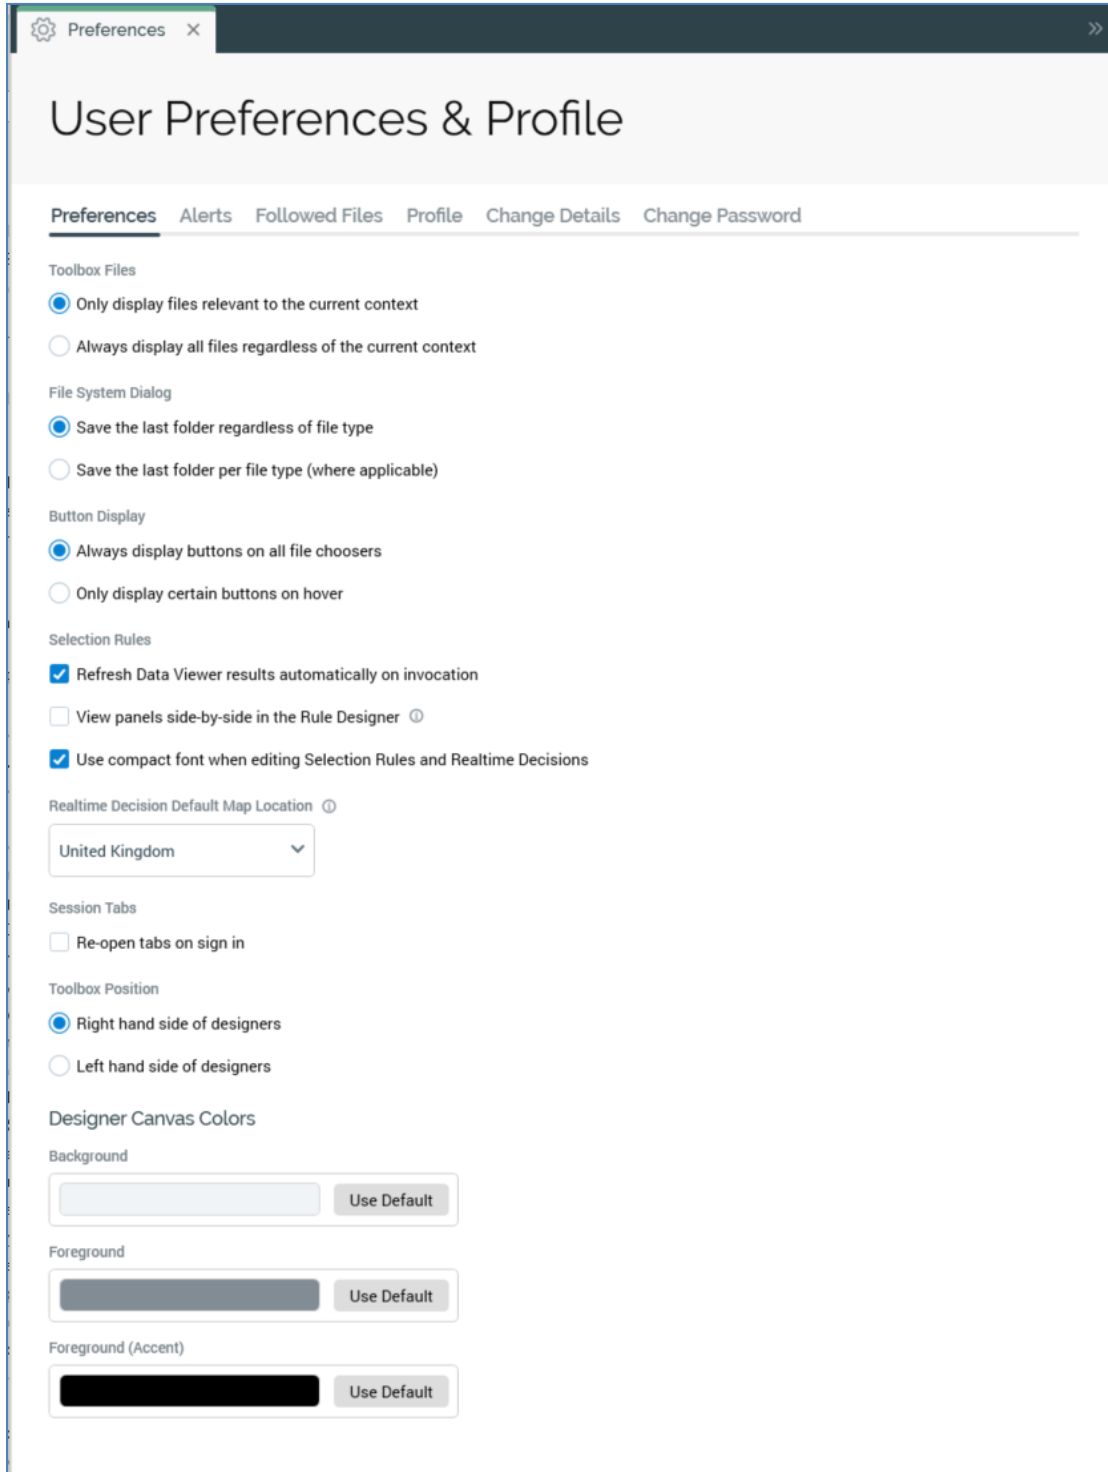 Preferences
User Preferences & Profile
Preferences Alerts Followed Files Profile Change Details Change Password
Toolbox Files
Only display files relevant to the current context
Always display all files regardless of the current context
File System Dialog
Save the last folder regardless of file type
Save the last folder per file type (where applicable)
Button Display
Always display buttons on all file choosers
Only display certain buttons on hover
Selection Rules
Refresh Data Viewer results automatically on invocation
View panels side-by-side in the Rule Designer
Use compact font when editing Selection Rules and Realtime Decisions
Realtime Decision Default Map Location
United Kingdom
Session Tabs
Re-open tabs on sign in
Toolbox Position
Right hand side of designers
Left hand side of designers
Designer Canvas Colors
Background
Use Default
Foreground
Use Default
Foreground (Accent)
Use Default